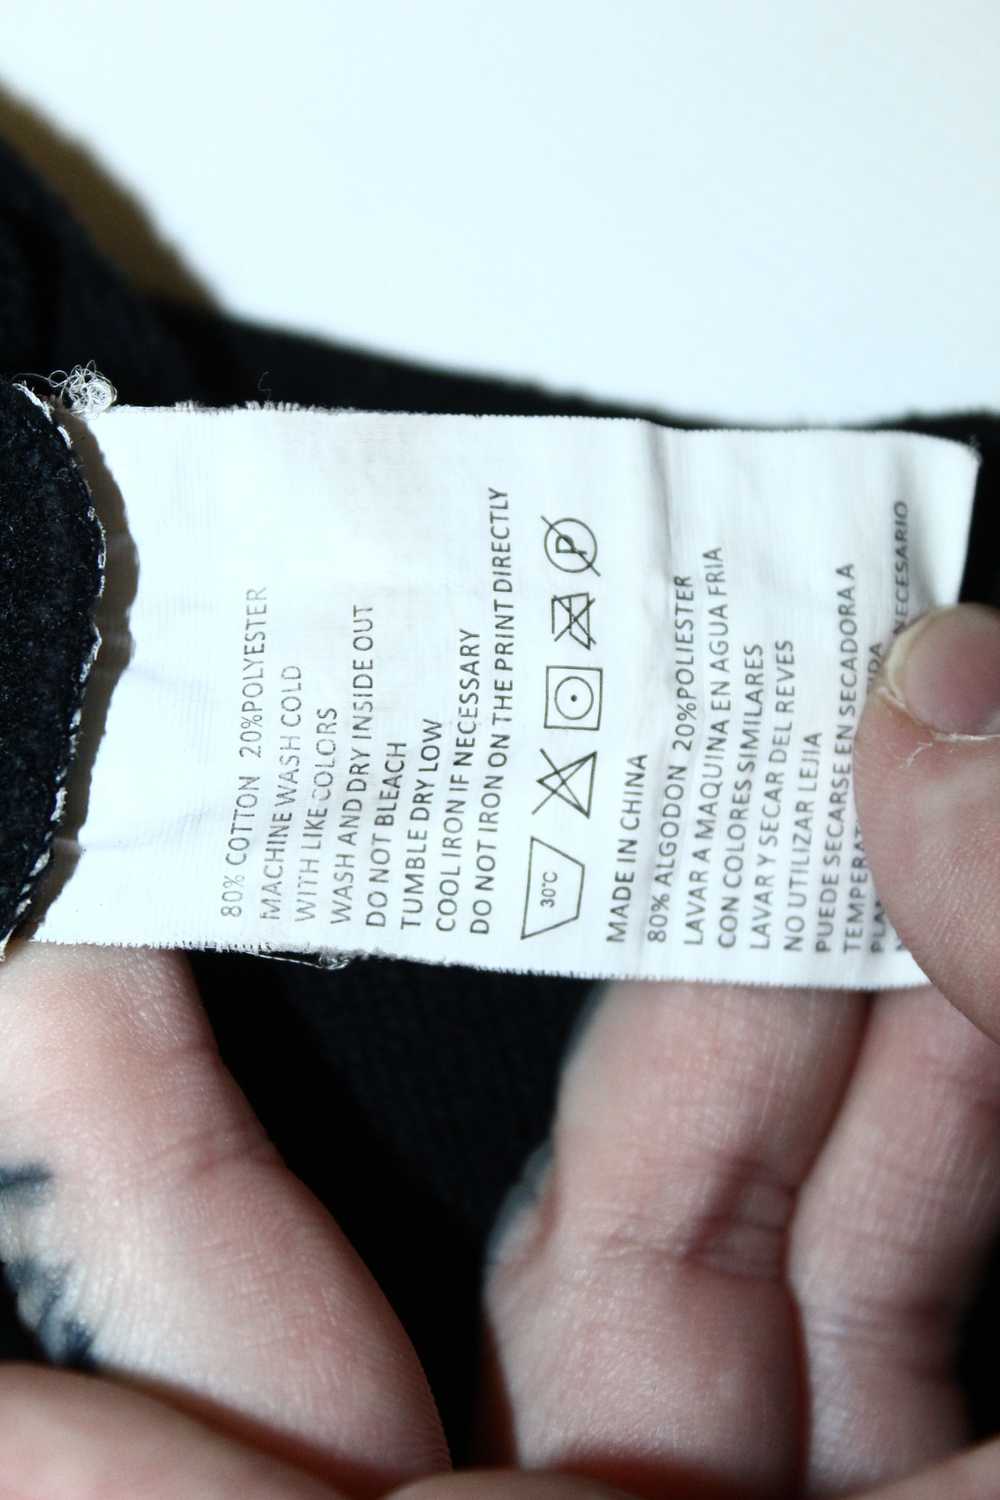 80% COTTON 20%POLYESTER
MACHINE WASH COLD
WITH LIKE COLORS
WASH AND DRY INSIDE OUT
DO NOT BLEACH
TUMBLE DRY LOW
COOL IRON IF NECESSARY
DO NOT IRON ON THE PRINT DIRECTLY
30°C P
MADE IN CHINA
80% ALGODON 20%POLIESTER
LAVAR A MAQUINA EN AGUA FRIA
CON COLORES SIMILARES
LAVAR Y SECAR DEL REVES
NO UTILIZAR LEJIA
PUEDE SECARSE EN SECADORA A
NECESARIO